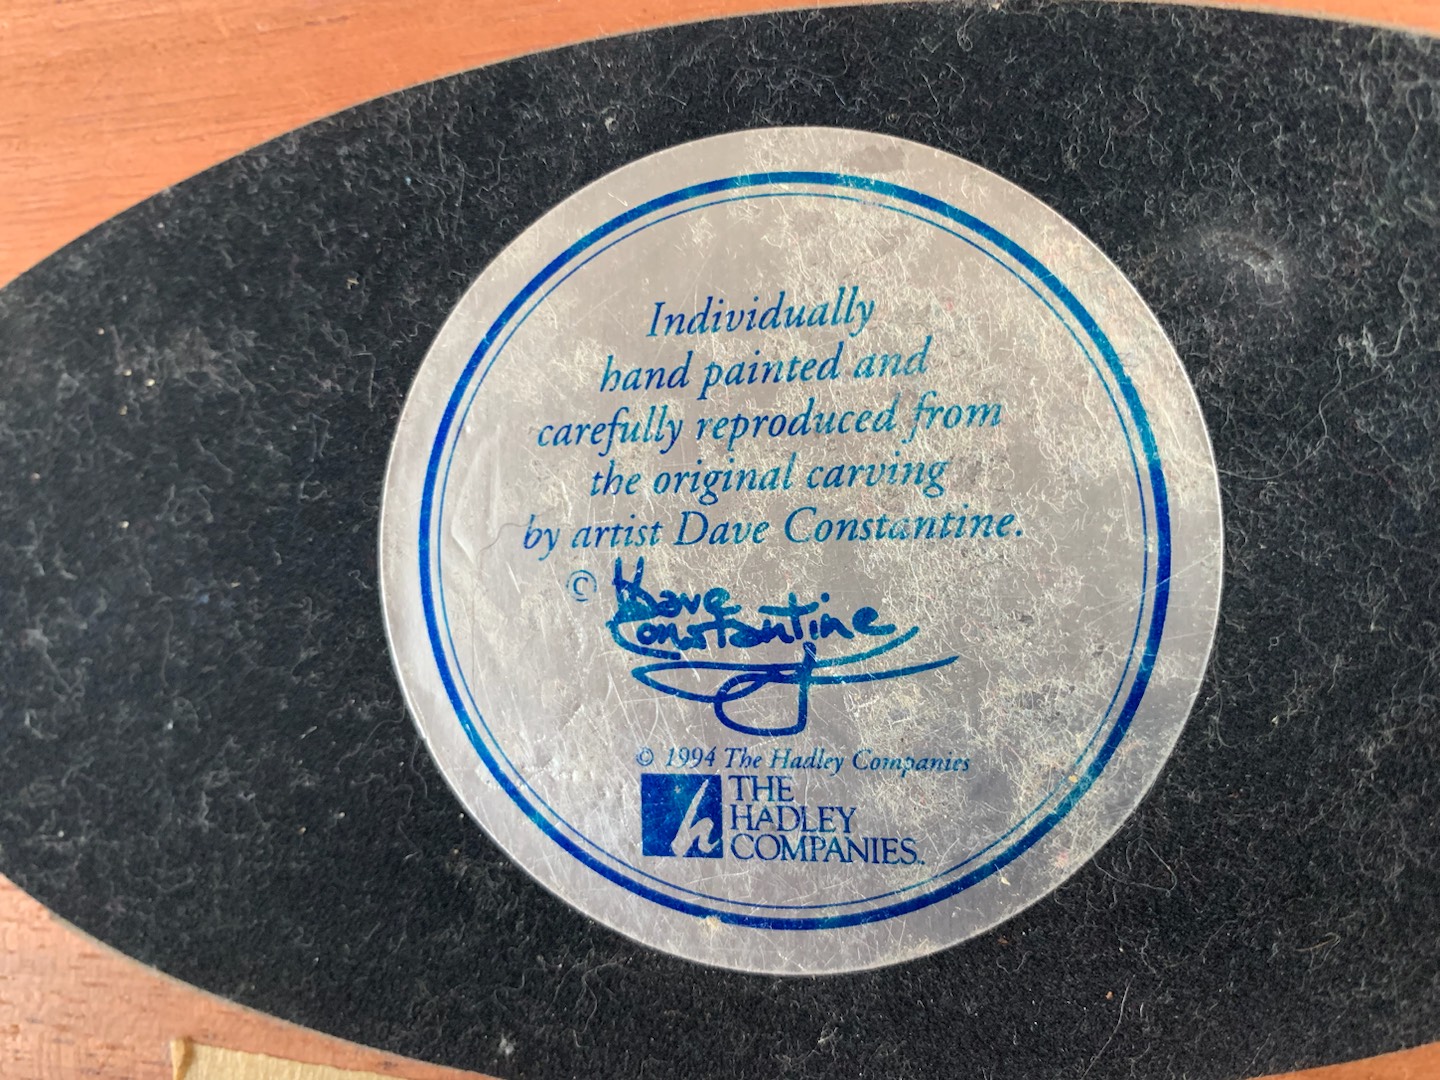 Individually
hand painted and
carefully reproduced from
the original carving
by artist Dave Constantine.
© Dave
Constantine
© 1994 The Hadley Companies
h THE
HADLEY
COMPANIES